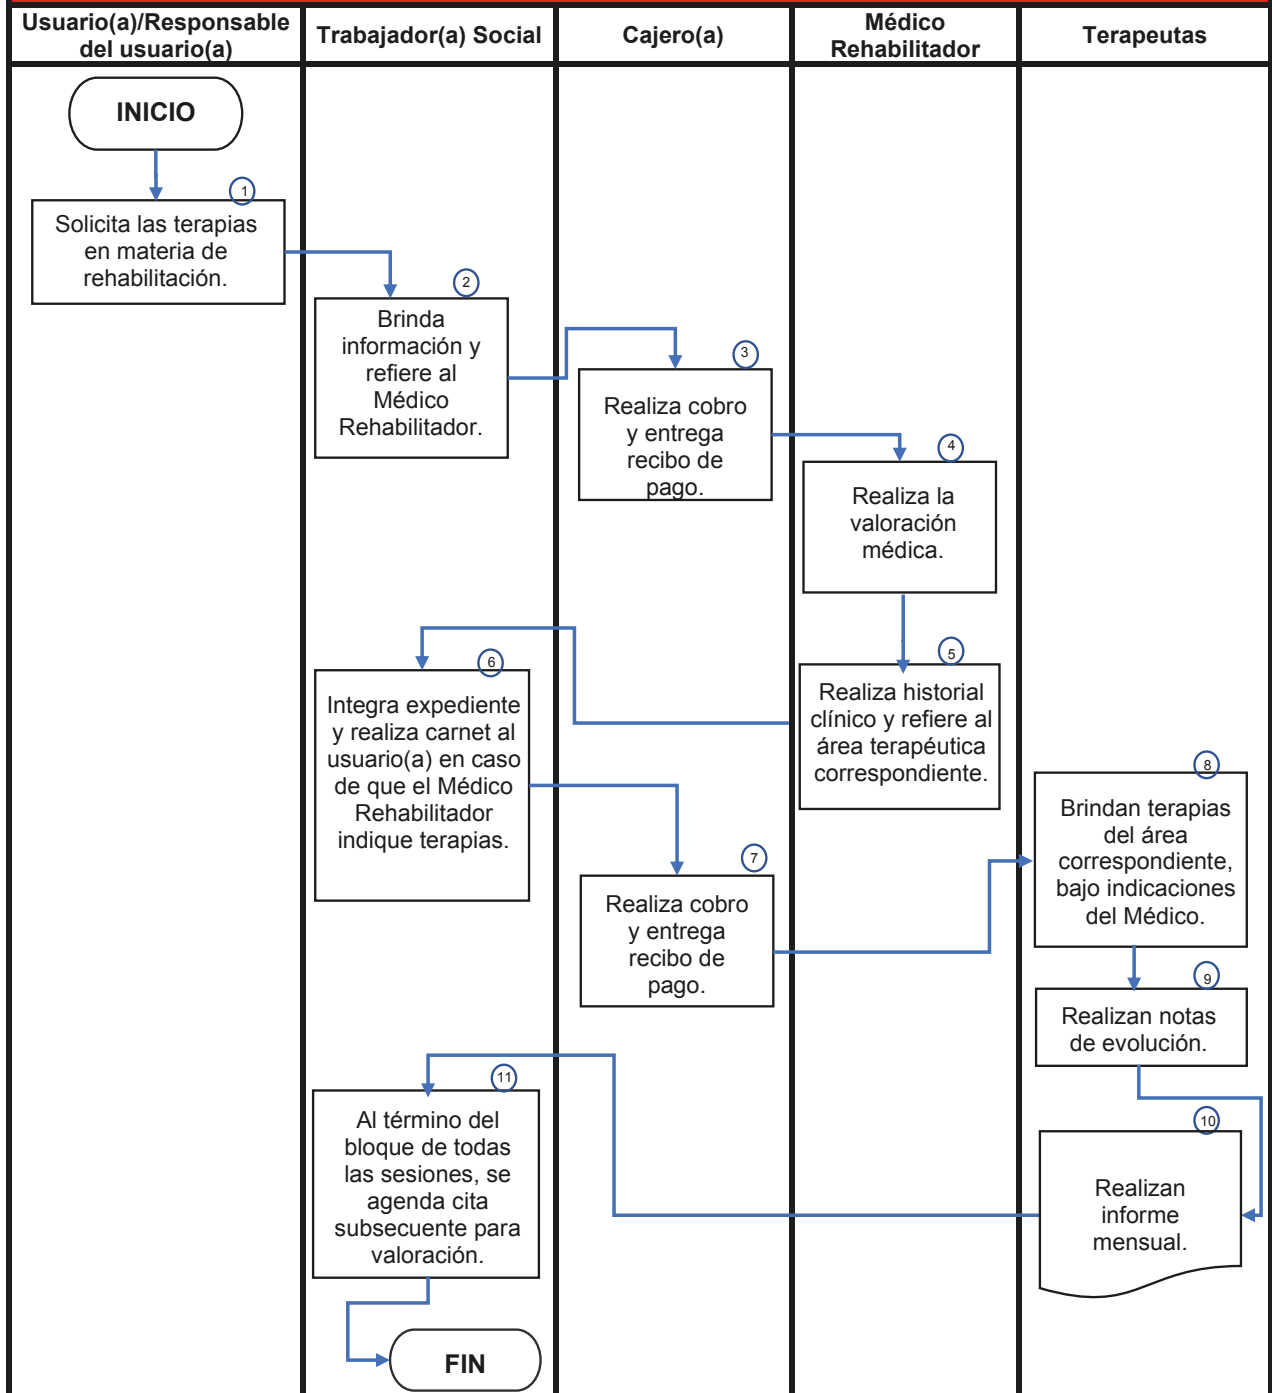 Usuario(a)/Responsable
del usuario(a)
Trabajador(a) Social
Cajero(a)
Médico
Rehabilitador
Terapeutas
INICIO
1
Solicita las terapias
en materia de
rehabilitación.
2
Brinda
información y
refiere al
Médico
Rehabilitador.
3
Realiza cobro
y entrega
recibo de
pago.
4
Realiza la
valoración
médica.
5
Realiza historial
clínico y refiere al
área terapéutica
correspondiente.
6
Integra expediente
y realiza carnet al
usuario(a) en caso
de que el Médico
Rehabilitador
indique terapias.
7
Realiza cobro
y entrega
recibo de
pago.
8
Brindan terapias
del área
correspondiente,
bajo indicaciones
del Médico.
9
Realizan notas
de evolución.
10
Realizan
informe
mensual.
11
Al término del
bloque de todas
las sesiones, se
agenda cita
subsecuente para
valoración.
FIN